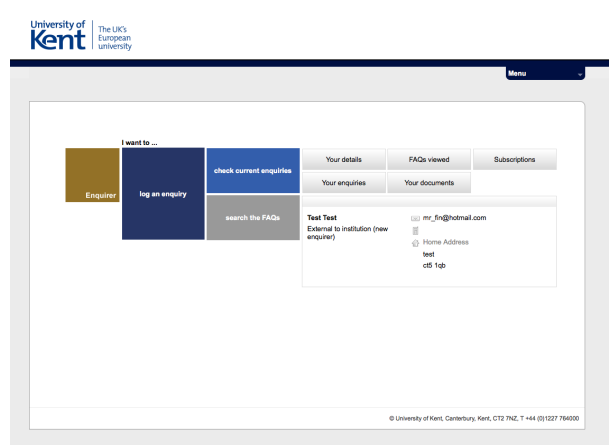 University of
Kent
The UK's
European
university
Menu
I want to ...
Enquirer
log an enquiry
check current enquiries
search the FAQs
Your details
FAQs viewed
Subscriptions
Your enquiries
Your documents
Test Test
External to institution (new
enquirer)
mr_fin@hotmail.com
Home Address
test
ct5 1qb
© University of Kent, Canterbury, Kent, CT2 7NZ, T +44 (0)1227 764000